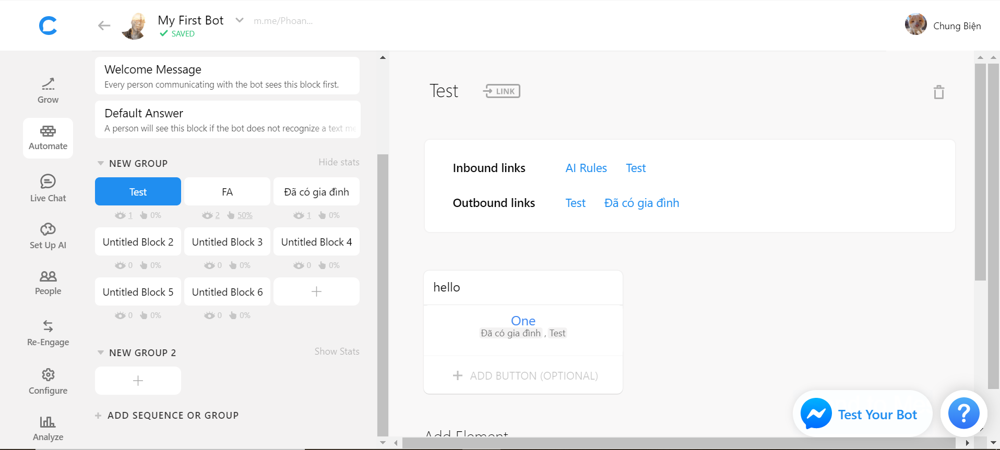 My First Bot
m.me/Phoan...
SAVED
Chung Biện
Grow
Automate
Live Chat
Set Up AI
People
Re-Engage
Configure
Analyze
Welcome Message
Every person communicating with the bot sees this block first.
Default Answer
A person will see this block if the bot does not recognize a text me
NEW GROUP
Hide stats
Test
FA
Đã có gia đình
1 0%
2 50%
1 0%
Untitled Block 2
Untitled Block 3
Untitled Block 4
0 0%
0 0%
0 0%
Untitled Block 5
Untitled Block 6
+
0 0%
0 0%
NEW GROUP 2
Show Stats
+
+ ADD SEQUENCE OR GROUP
Test
LINK
Inbound links
AI Rules
Test
Outbound links
Test
Đã có gia đình
hello
One
Đã có gia đình , Test
+ ADD BUTTON (OPTIONAL)
Add Element
Test Your Bot
?